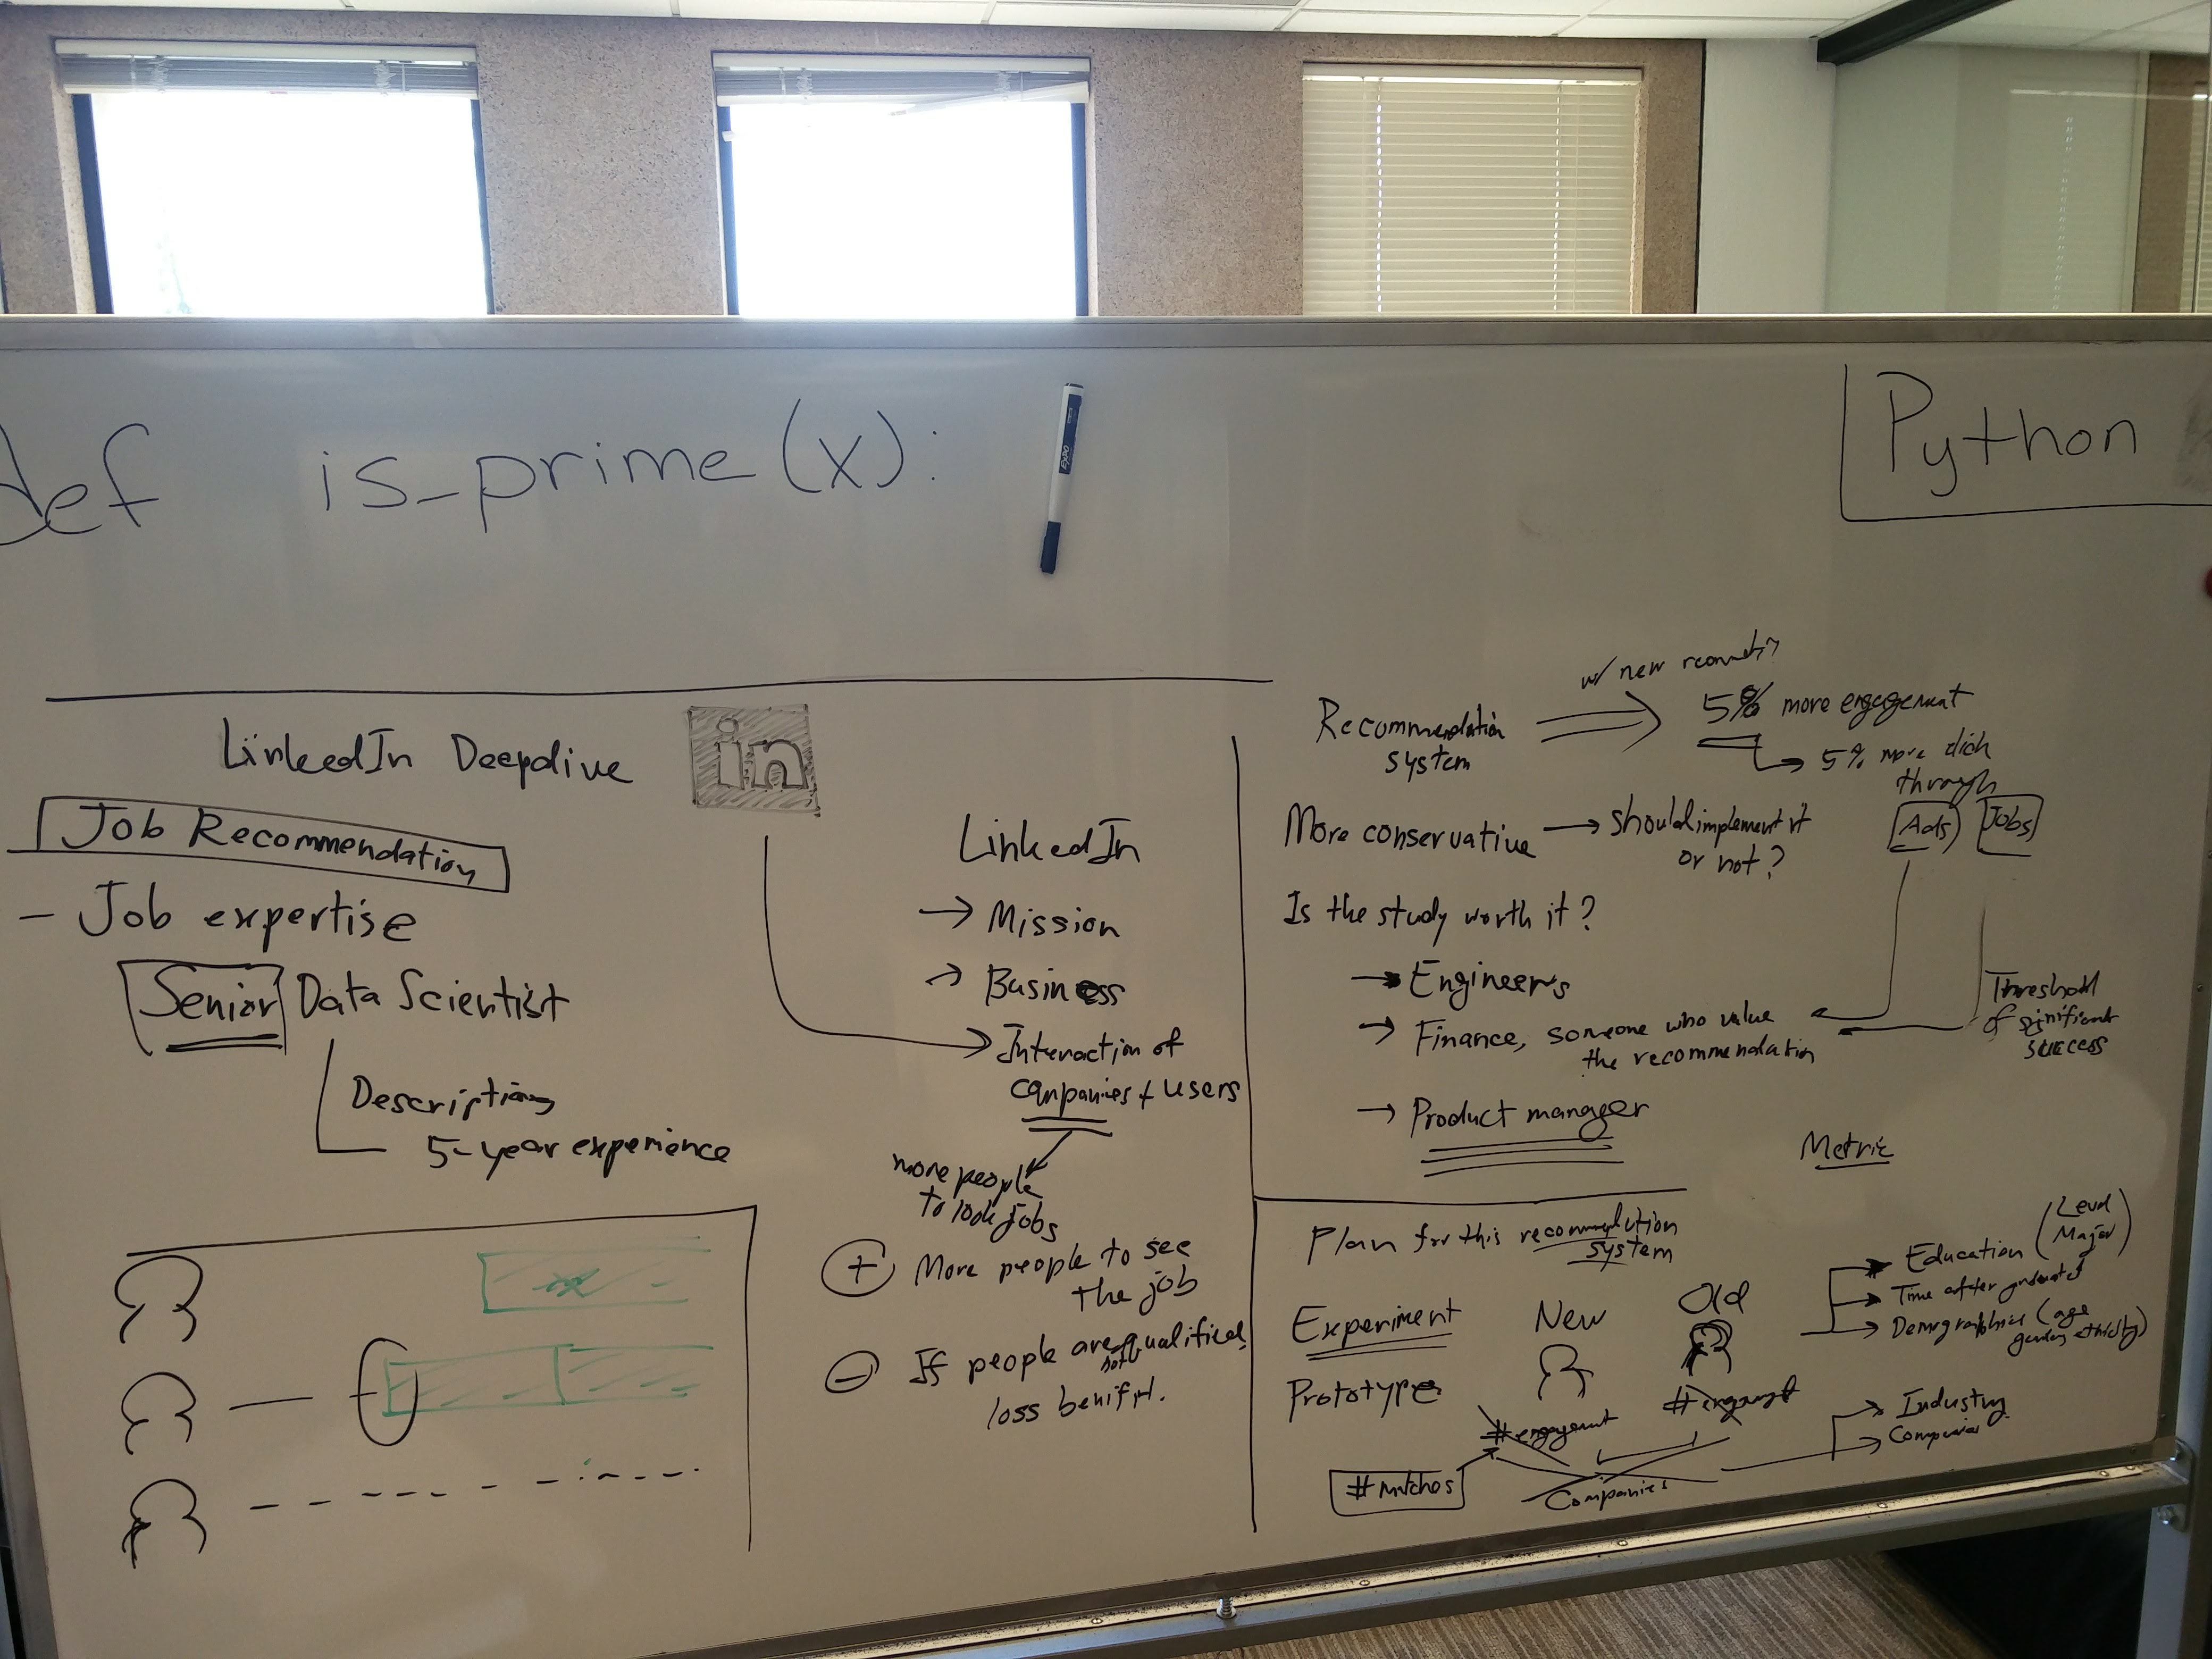 def is_prime(x):
EXPO
Python
LinkedIn Deepdive
in
Job Recommendation
- Job expertise
Senior Data Scientist
Description
5-year experience
LinkedIn
→ Mission
→ Business
→ Interaction of
companies + users
more people
to look jobs
+ More people to see
the job
- If people are not qualified,
loss benifit.
Recommendation
system
w/ new
5% more engagement
5% more click
through
Ads Jobs
More conservative → should implement it
or not?
Is the study worth it?
→ Engineers
→ Finance, someone who value
the recommendation
→ Product manager
Threshold
of significant
success
Metric
Plan for this recommendation
system
Experiment
Prototype
New
Old
#engagement
#engagement
#matches
Companies
Education (Level
Major)
Time after graduated
Demographics (age
gender, ethnicity)
Industry
Companies